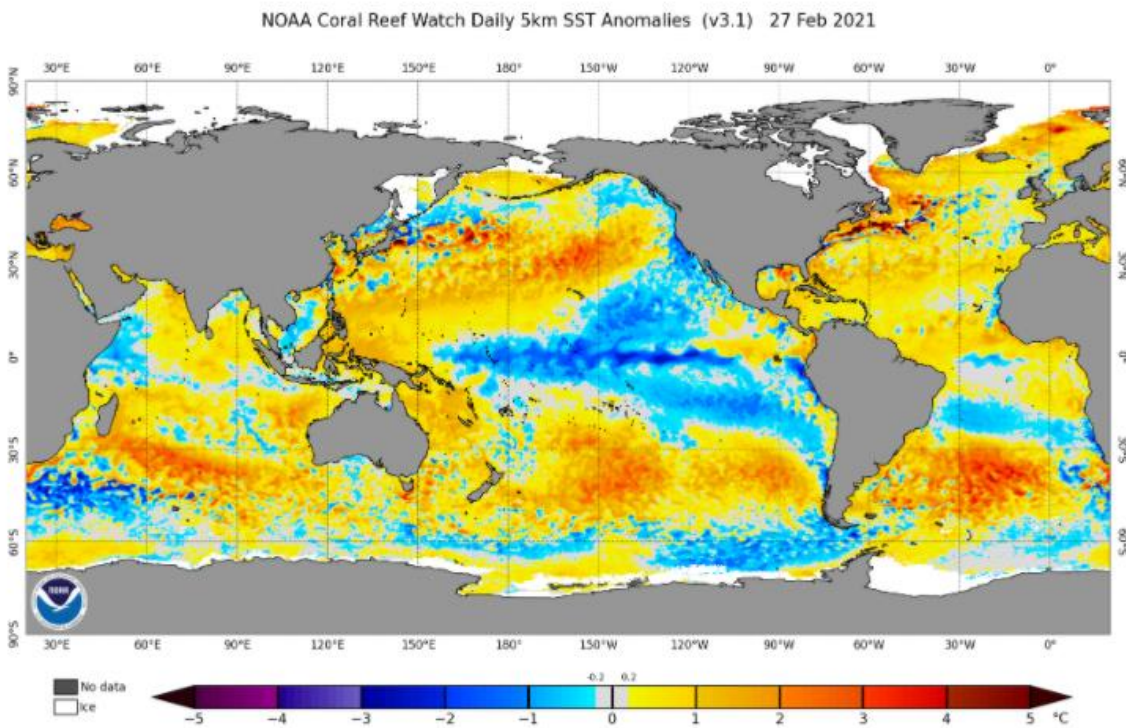 NOAA Coral Reef Watch Daily 5km SST Anomalies (v3.1) 27 Feb 2021
30°E 60°E 90°E 120°E 150°E 180° 150°W 120°W 90°W 60°W 30°W 0°
90°N 90°N
60°N 60°N
30°N 30°N
0° 0°
30°S 30°S
60°S 60°S
NOAA
90°S 90°S
30°E 60°E 90°E 120°E 150°E 180° 150°W 120°W 90°W 60°W 30°W 0°
-0.2 0.2
No data
Ice
−5 −4 −3 −2 −1 0 1 2 3 4 5 °C